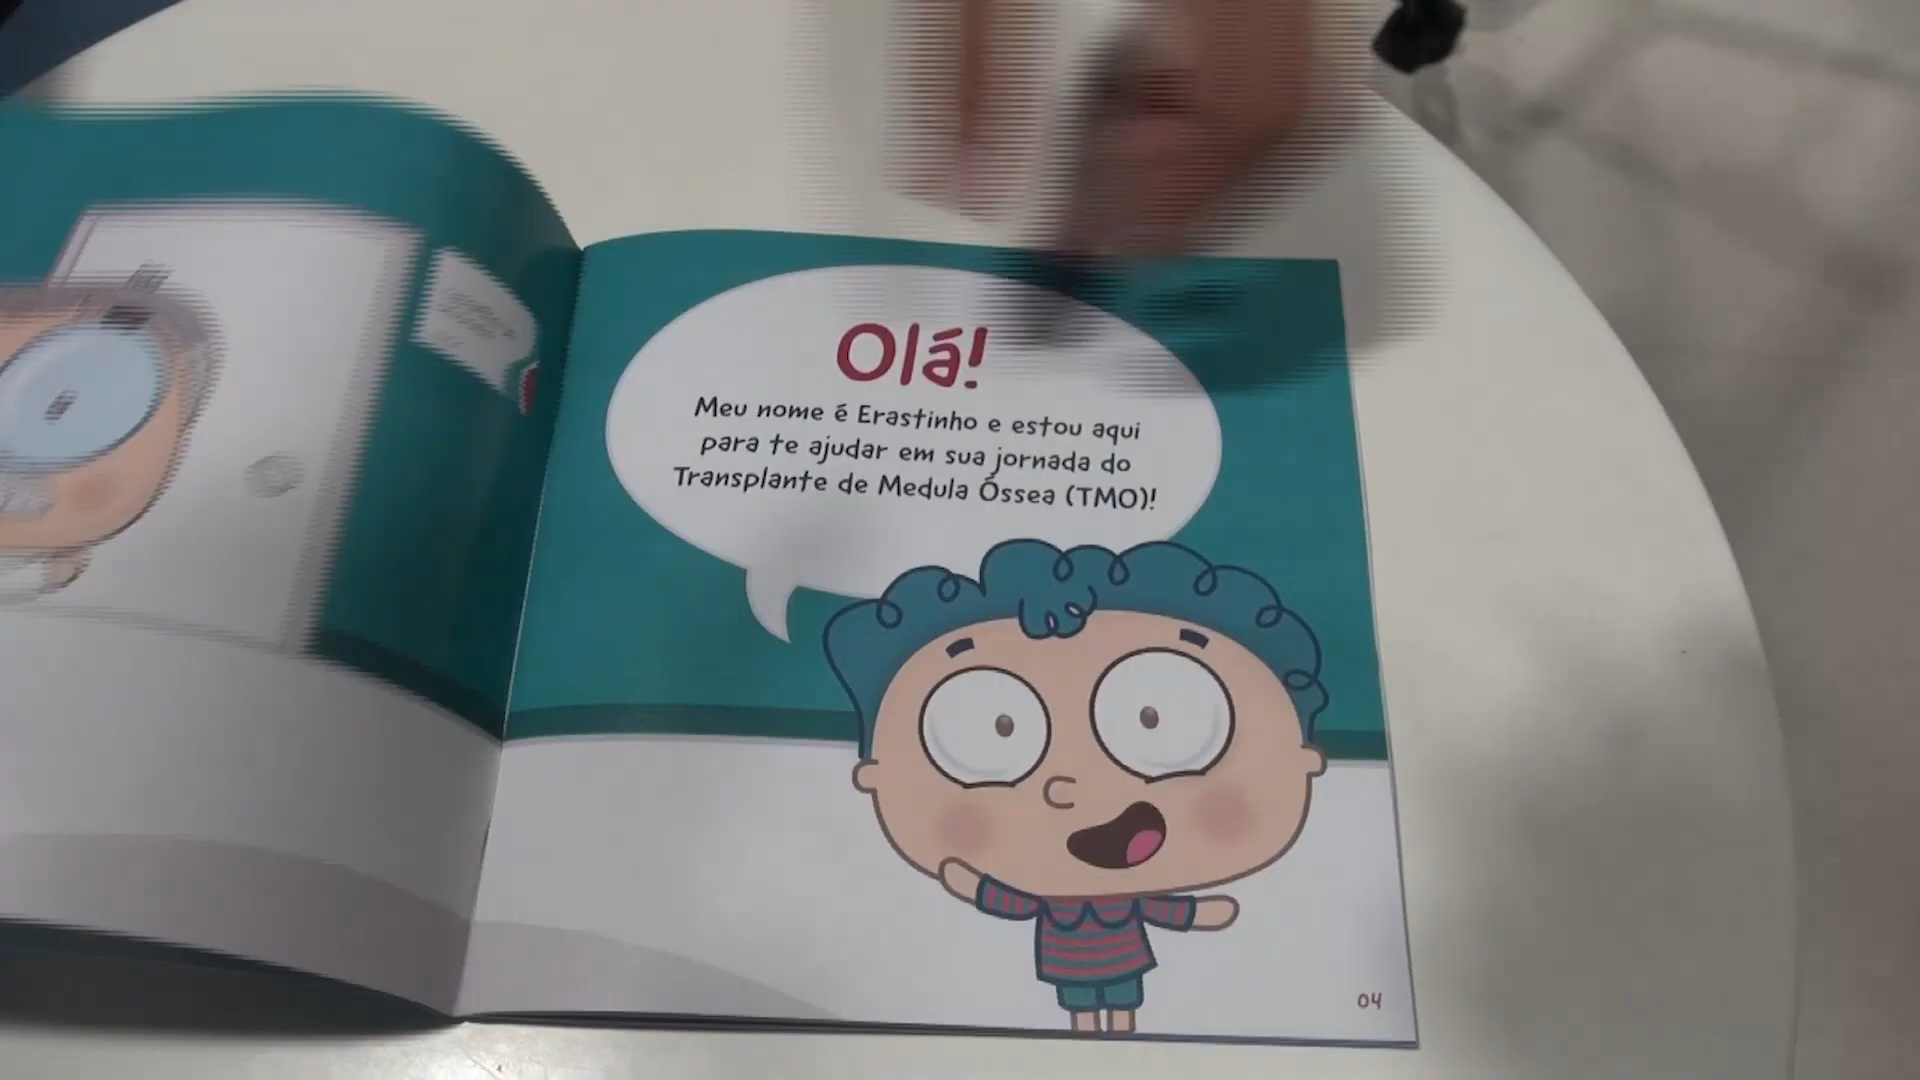 Olá!
Meu nome é Erastinho e estou aqui
para te ajudar em sua jornada do
Transplante de Medula Óssea (TMO)!
04